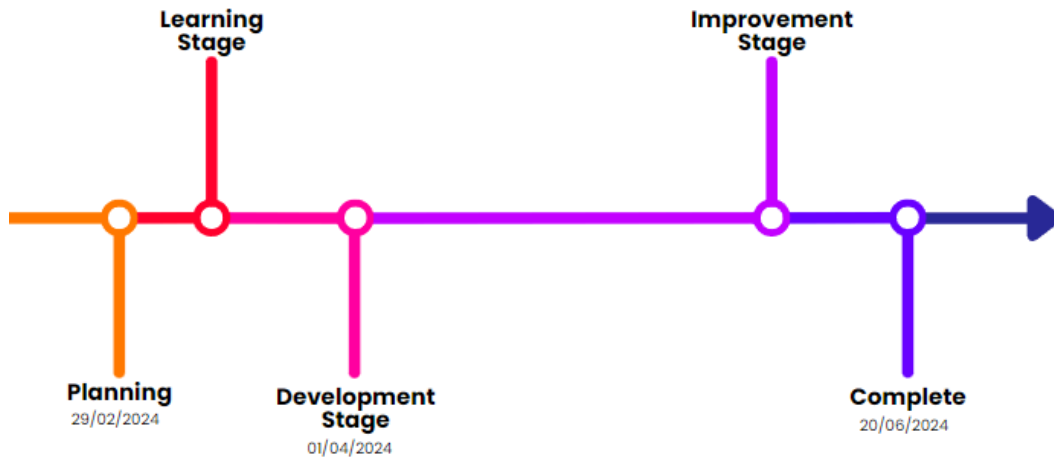 Learning
Stage
Improvement
Stage
Planning
29/02/2024
Development
Stage
01/04/2024
Complete
20/06/2024